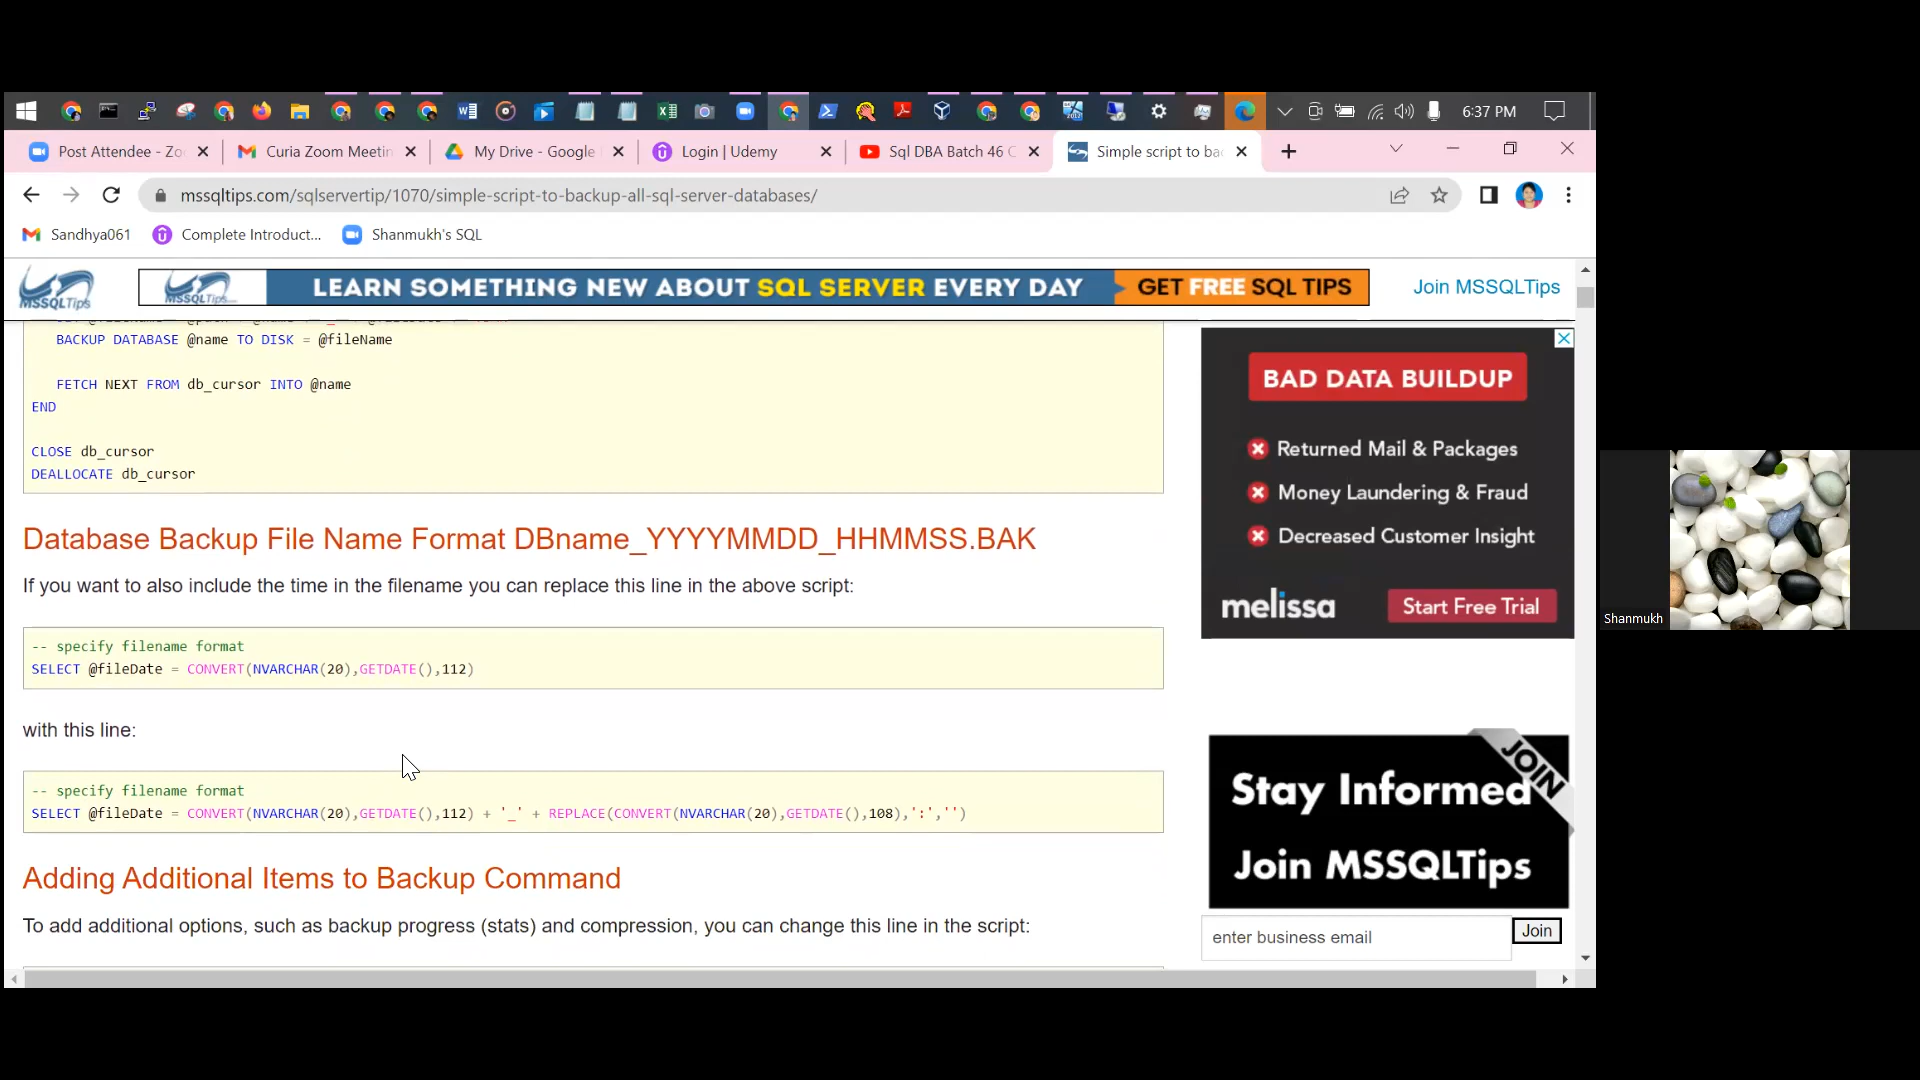 6:37 PM
Post Attendee - Zo
Curia Zoom Meetin
My Drive - Google
Login | Udemy
Sql DBA Batch 46 C
Simple script to ba
mssqltips.com/sqlservertip/1070/simple-script-to-backup-all-sql-server-databases/
Sandhya061
Complete Introduct...
Shanmukh's SQL
MSSQLTips
MSSQLTips
LEARN SOMETHING NEW ABOUT SQL SERVER EVERY DAY
GET FREE SQL TIPS
Join MSSQLTips
BACKUP DATABASE @name TO DISK = @fileName
FETCH NEXT FROM db_cursor INTO @name
END
CLOSE db_cursor
DEALLOCATE db_cursor
Database Backup File Name Format DBname_YYYYMMDD_HHMMSS.BAK
If you want to also include the time in the filename you can replace this line in the above script:
-- specify filename format
SELECT @fileDate = CONVERT(NVARCHAR(20),GETDATE(),112)
with this line:
-- specify filename format
SELECT @fileDate = CONVERT(NVARCHAR(20),GETDATE(),112) + '_' + REPLACE(CONVERT(NVARCHAR(20),GETDATE(),108),':','')
Adding Additional Items to Backup Command
To add additional options, such as backup progress (stats) and compression, you can change this line in the script:
BAD DATA BUILDUP
Returned Mail & Packages
Money Laundering & Fraud
Decreased Customer Insight
melissa
Start Free Trial
JOIN
Stay Informed
Join MSSQLTips
enter business email
Join
Shanmukh